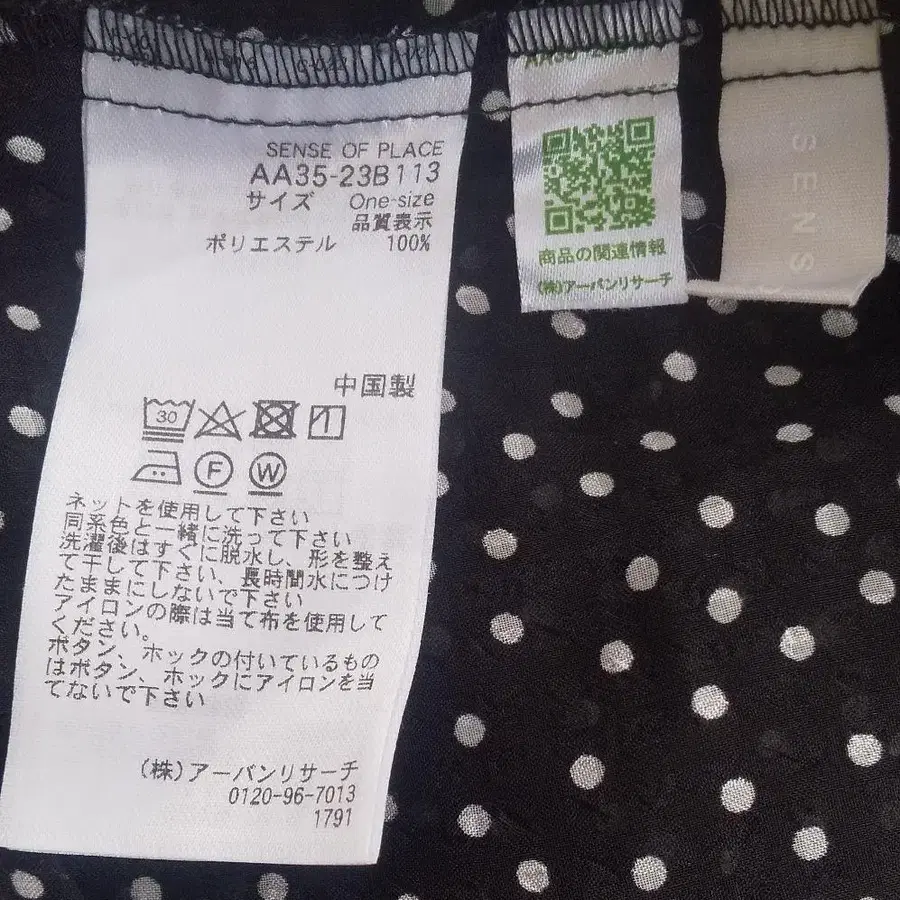 SENSE OF PLACE
AA35-23B113
サイズ One-size
品質表示
ポリエステル 100%
中国製
30
F W
ネットを使用して下さい
同系色と一緒に洗って下さい
洗濯後はすぐに脱水し、形を整え
て干して下さい、長時間水につけ
たままにしないで下さい
アイロンの際は当て布を使用して
ください。
ボタン、ホックの付いているもの
はボタン、ホックにアイロンを当
てないで下さい
(株)アーバンリサーチ
0120-96-7013
1791
商品の関連情報
(株)アーバンリサーチ
SENS